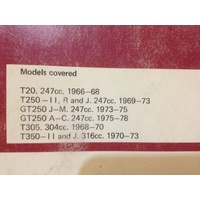 Models covered
T20. 247cc. 1966–68
T250–II, R and J. 247cc. 1969–73
GT250 J–M. 247cc. 1973–75
GT250 A–C. 247cc. 1975–78
T305. 304cc. 1968–70
T350–II and J. 316cc. 1970–73